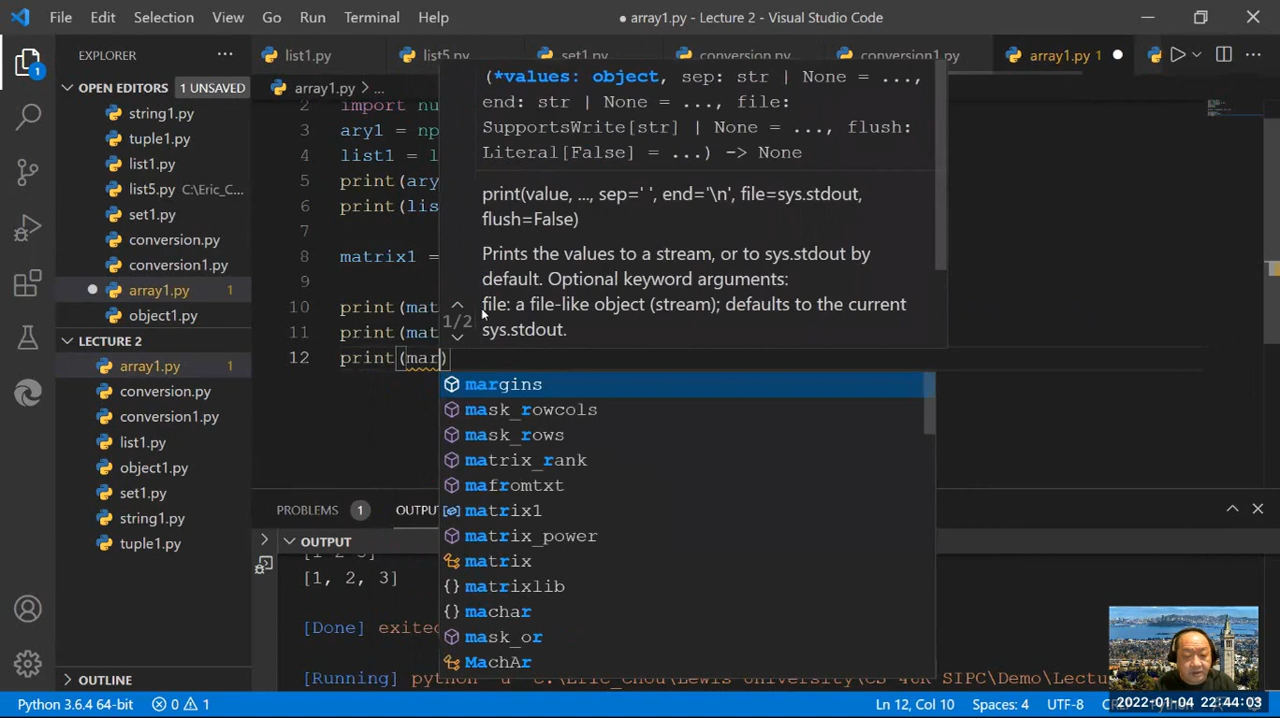 File Edit Selection View Go Run Terminal Help
● array1.py - Lecture 2 - Visual Studio Code
EXPLORER
list1.py
list5.py
set1.py
conversion.py
conversion1.py
array1.py 1
OPEN EDITORS 1 UNSAVED
string1.py
tuple1.py
list1.py
list5.py C:\Eric_C...
set1.py
conversion.py
conversion1.py
array1.py 1
object1.py
LECTURE 2
array1.py
conversion.py
conversion1.py
list1.py
object1.py
set1.py
string1.py
tuple1.py
OUTLINE
array1.py > ...
2 import nu
3 ary1 = np
4 list1 = l
5 print(ary
6 print(lis
7
8 matrix1 =
9
10 print(mat
11 print(mat
12 print(mar)
(*values: object, sep: str | None = ...,
end: str | None = ..., file:
SupportsWrite[str] | None = ..., flush:
Literal[False] = ...) -> None
print(value, ..., sep=' ', end='\n', file=sys.stdout,
flush=False)
Prints the values to a stream, or to sys.stdout by
default. Optional keyword arguments:
file: a file-like object (stream); defaults to the current
sys.stdout.
1/2
margins
mask_rowcols
mask_rows
matrix_rank
mafromtxt
matrix1
matrix_power
matrix
matrixlib
machar
mask_or
MachAr
PROBLEMS 1
OUTPU
OUTPUT
[1, 2, 3]
[Done] exited
[Running] python -u "c:\Eric_Chou\Lewis University\CS 40K SIPC\Demo\Lectu
Python 3.6.4 64-bit
0 1
Ln 12, Col 10
Spaces: 4
UTF-8
2022-01-04 22:44:03